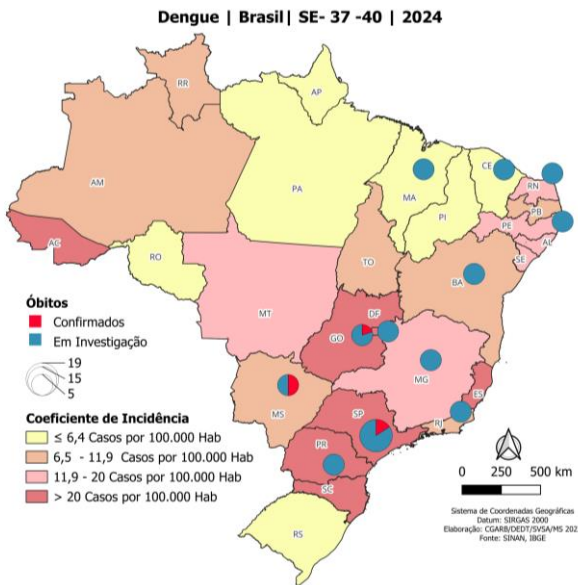 Dengue | Brasil| SE- 37 -40 | 2024
RR
AP
AM
PA
MA
CE
RN
PB
PI
PE
AL
SE
AC
RO
TO
BA
MT
DF
GO
MG
ES
MS
SP
RJ
PR
SC
RS
Óbitos
Confirmados
Em Investigação
19
15
5
Coeficiente de Incidência
≤ 6,4 Casos por 100.000 Hab
6,5 - 11,9 Casos por 100.000 Hab
11,9 - 20 Casos por 100.000 Hab
> 20 Casos por 100.000 Hab
0 250 500 km
Sistema de Coordenadas Geográficas
Datum: SIRGAS 2000
Elaboração: CGARB/DEDT/SVSA/MS 202
Fonte: SINAN, IBGE